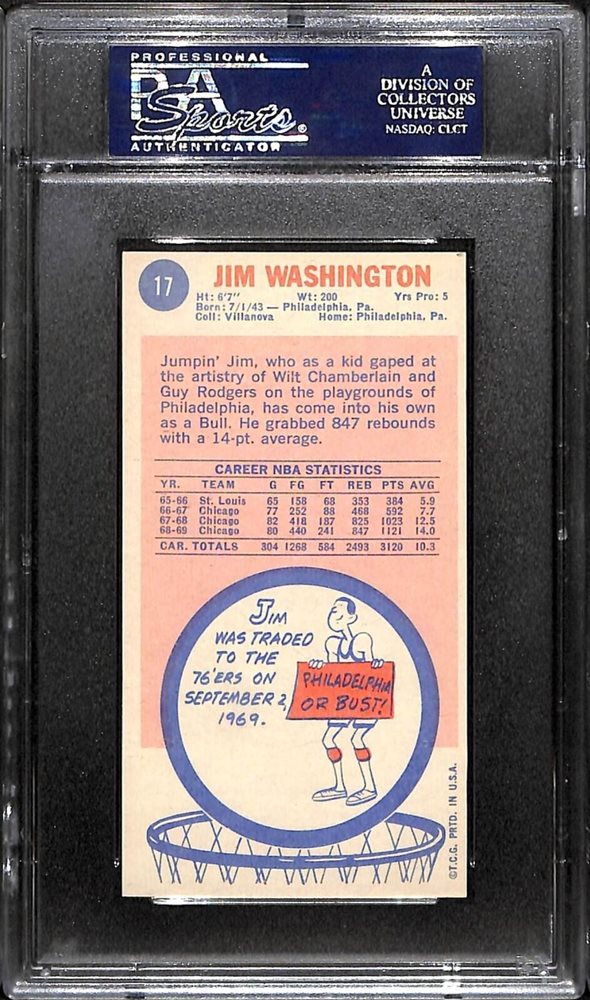 PROFESSIONAL
PSA
Sports®
AUTHENTICATOR
A
DIVISION OF
COLLECTORS
UNIVERSE
NASDAQ: CLCT
17
JIM WASHINGTON
Ht: 6'7" Wt: 200 Yrs Pro: 5
Born: 7/1/43 — Philadelphia, Pa.
Coll: Villanova Home: Philadelphia, Pa.
Jumpin' Jim, who as a kid gaped at
the artistry of Wilt Chamberlain and
Guy Rodgers on the playgrounds of
Philadelphia, has come into his own
as a Bull. He grabbed 847 rebounds
with a 14-pt. average.
CAREER NBA STATISTICS
YR. TEAM G FG FT REB PTS AVG
65-66 St. Louis 65 158 68 353 384 5.9
66-67 Chicago 77 252 88 468 592 7.7
67-68 Chicago 82 418 187 825 1023 12.5
68-69 Chicago 80 440 241 847 1121 14.0
CAR. TOTALS 304 1268 584 2493 3120 10.3
JIM
WAS TRADED
TO THE
76'ERS ON
SEPTEMBER 2,
1969.
PHILADELPHIA
OR BUST!
©T.C.G. PRTD. IN U.S.A.